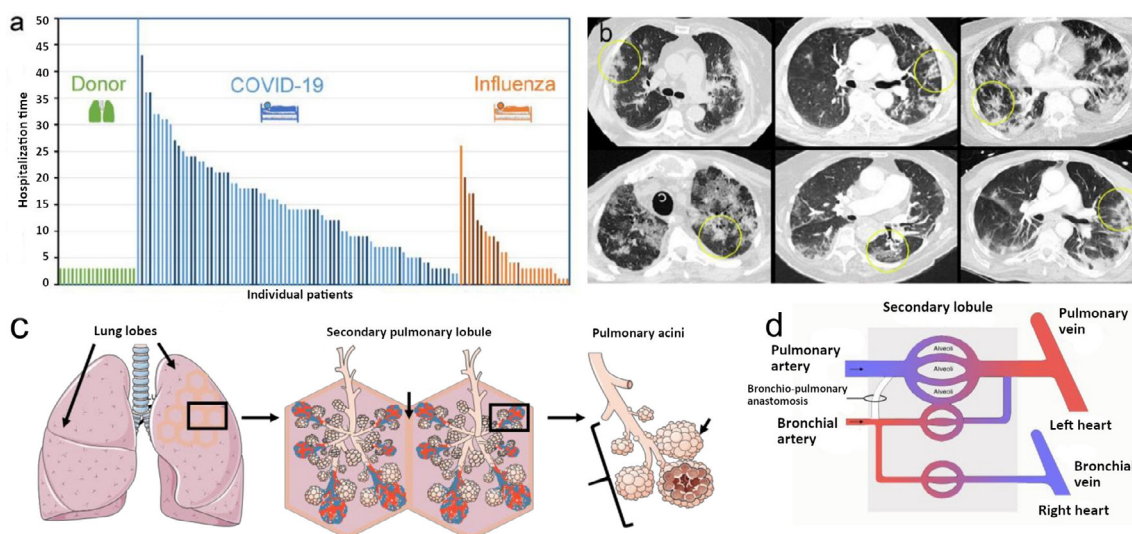 a
50
45
40
35
30
25
20
15
10
5
0
Hospitalization time
Donor
COVID-19
Influenza
Individual patients
b
c
Lung lobes
Secondary pulmonary lobule
Pulmonary acini
d
Secondary lobule
Pulmonary
vein
Pulmonary
artery
Alveoli
Alveoli
Alveoli
Bronchio-pulmonary
anastomosis
Bronchial
artery
Left heart
Bronchial
vein
Right heart